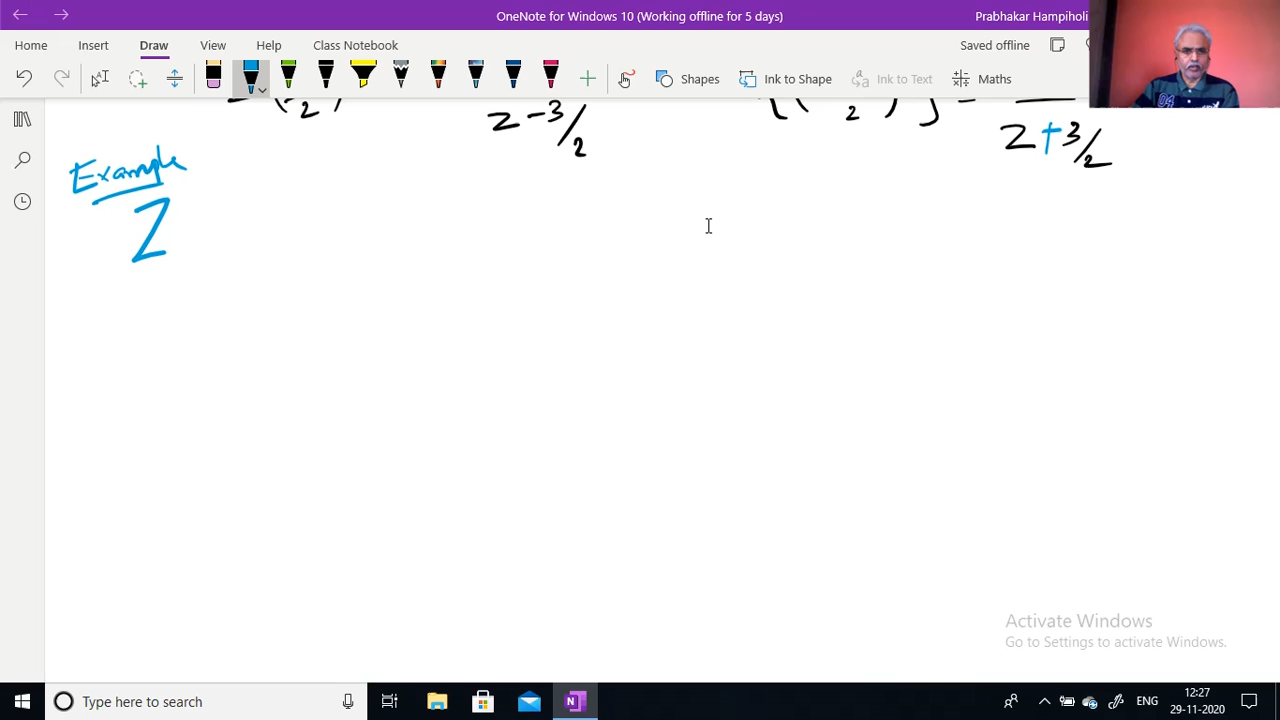 OneNote for Windows 10 (Working offline for 5 days)
Prabhakar Hampiholi
Home Insert Draw View Help Class Notebook Saved offline
Shapes Ink to Shape Ink to Text Maths
2
z - 3/2
2
z + 3/2
Example
Z
Activate Windows
Go to Settings to activate Windows.
Type here to search
ENG
12:27
29-11-2020